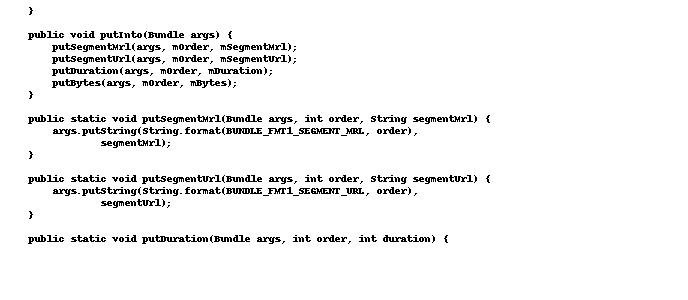 }
public void putInto(Bundle args) {
putSegmentMrl(args, mOrder, mSegmentMrl);
putSegmentUrl(args, mOrder, mSegmentUrl);
putDuration(args, mOrder, mDuration);
putBytes(args, mOrder, mBytes);
}
public static void putSegmentMrl(Bundle args, int order, String segmentMrl) {
args.putString(String.format(BUNDLE_FMT1_SEGMENT_MRL, order),
segmentMrl);
}
public static void putSegmentUrl(Bundle args, int order, String segmentUrl) {
args.putString(String.format(BUNDLE_FMT1_SEGMENT_URL, order),
segmentUrl);
}
public static void putDuration(Bundle args, int order, int duration) {